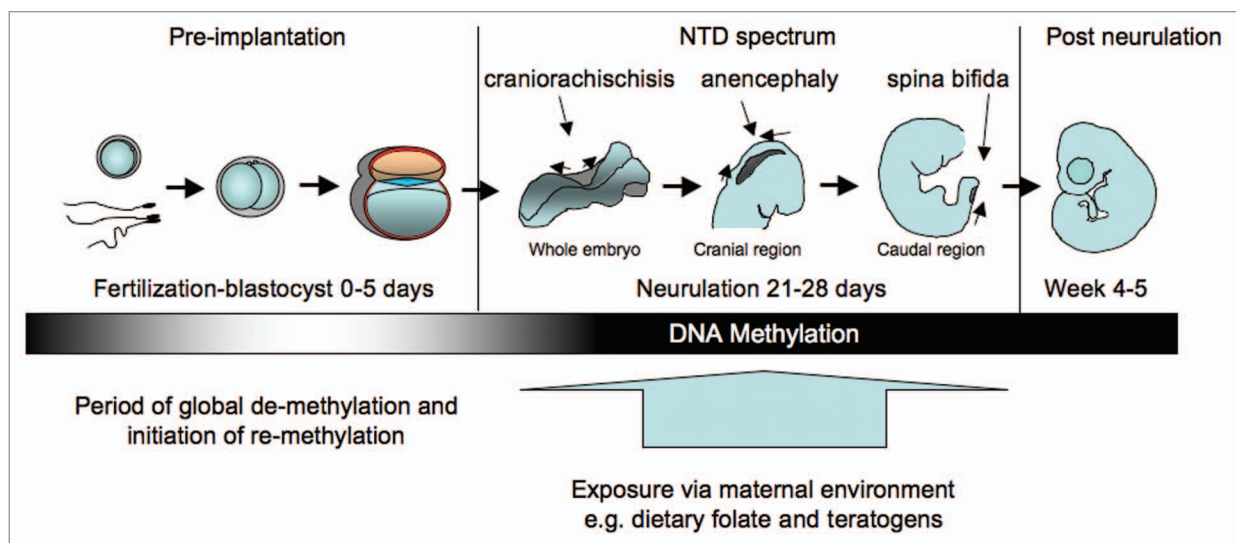 Pre-implantation
NTD spectrum
Post neurulation
craniorachischisis
anencephaly
spina bifida
Whole embryo
Cranial region
Caudal region
Fertilization-blastocyst 0-5 days
Neurulation 21-28 days
Week 4-5
DNA Methylation
Period of global de-methylation and
initiation of re-methylation
Exposure via maternal environment
e.g. dietary folate and teratogens